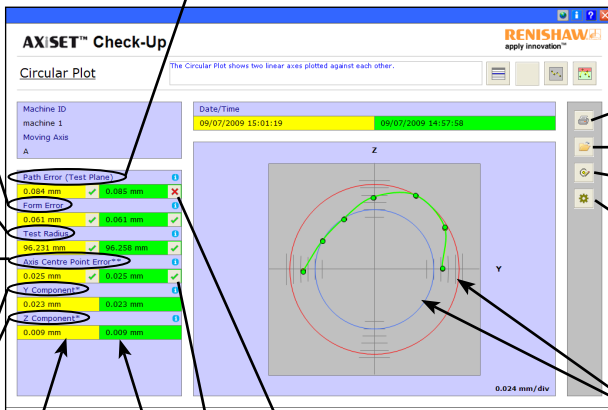 AXISET™ Check-Up
RENISHAW
apply innovation™
Circular Plot
The Circular Plot shows two linear axes plotted against each other.
Machine ID
machine 1
Moving Axis
A
Date/Time
09/07/2009 15:01:19 09/07/2009 14:57:58
Path Error (Test Plane)
0.084 mm 0.085 mm
Form Error
0.061 mm 0.061 mm
Test Radius
96.231 mm 96.258 mm
Axis Centre Point Error**
0.025 mm 0.025 mm
Y Component*
0.023 mm 0.023 mm
Z Component*
0.009 mm 0.009 mm
Z
Y
0.024 mm/div